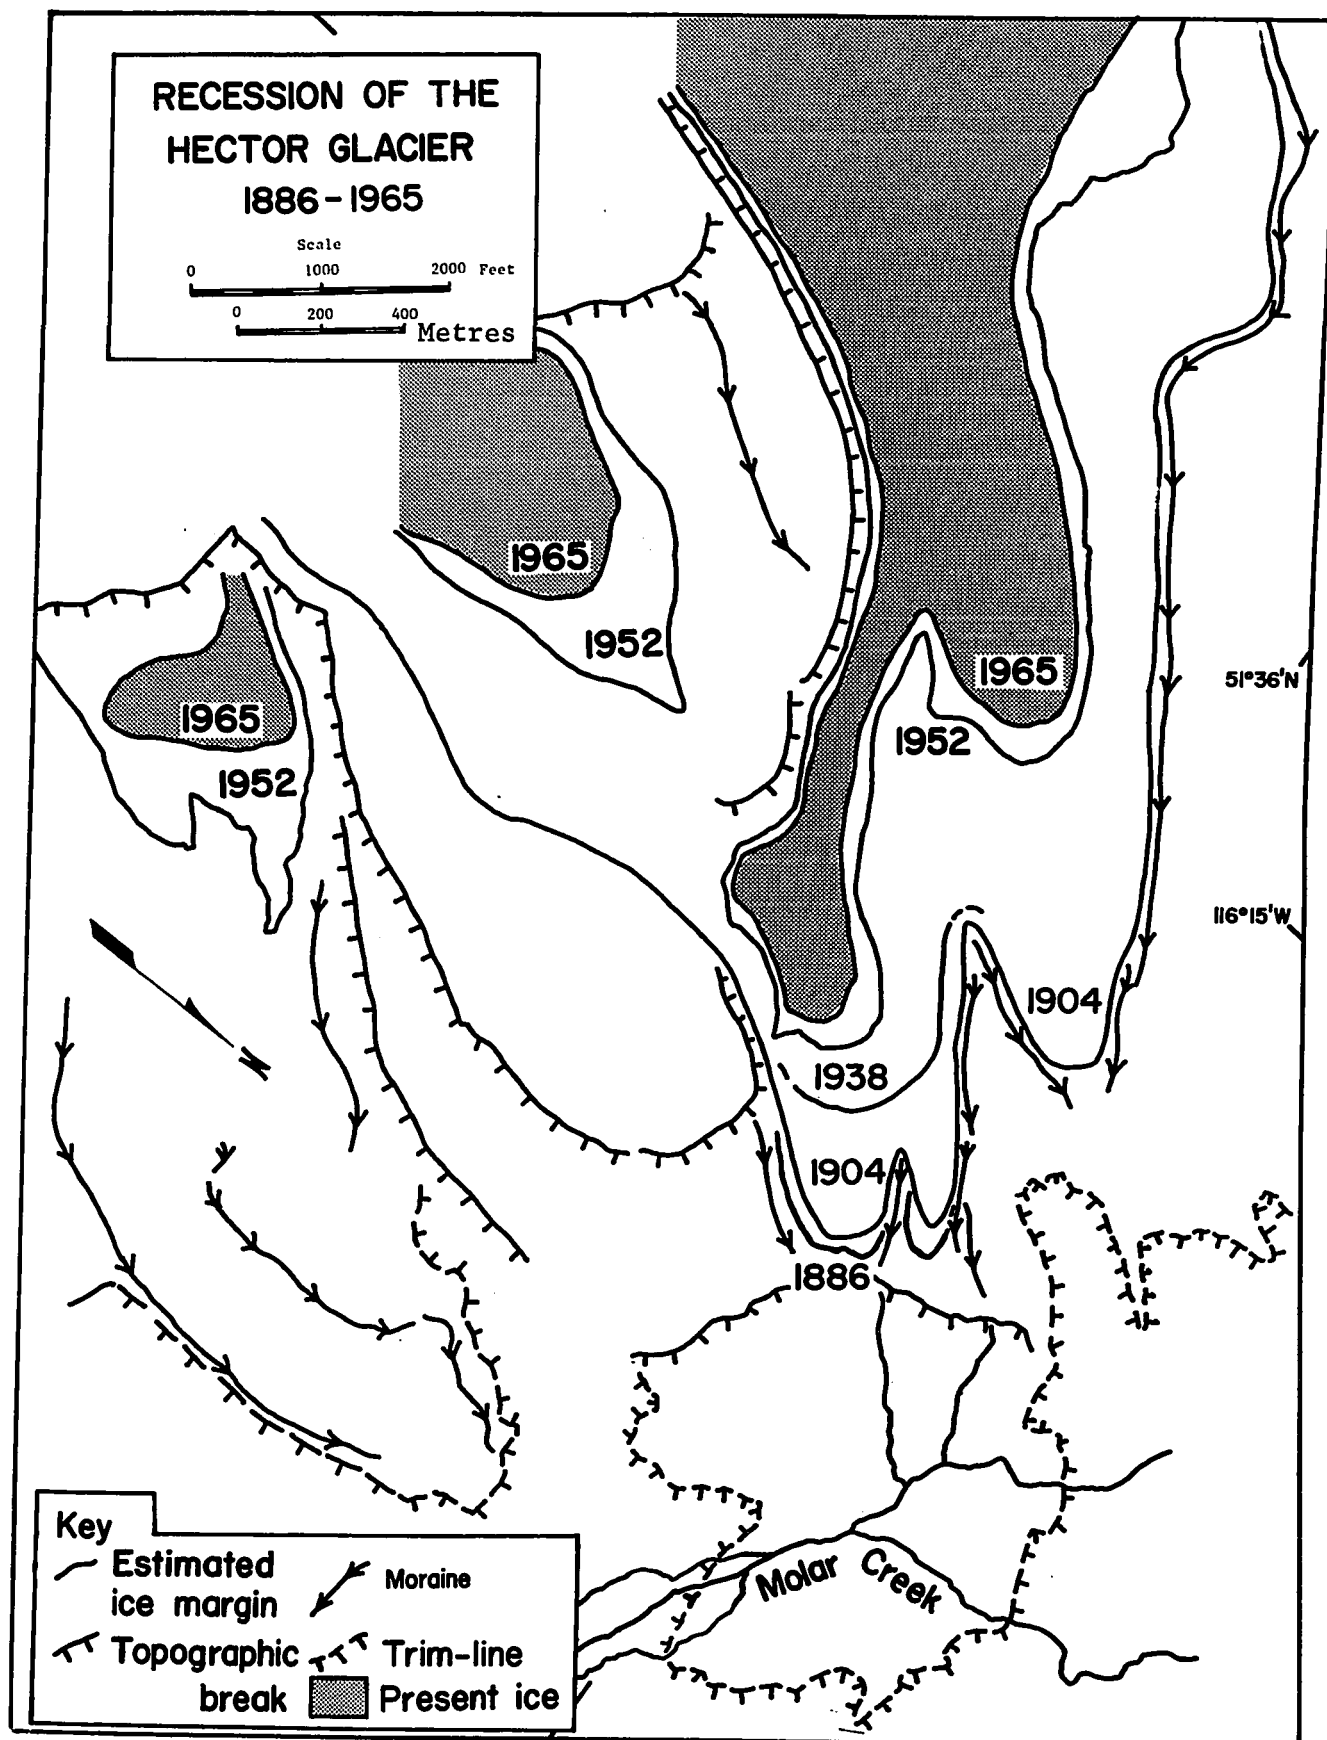 RECESSION OF THE
HECTOR GLACIER
1886-1965
Scale
0 1000 2000 Feet
0 200 400 Metres
1965
1952
1965
1952
1965
1952
51°36'N
116°15'W
N
1904
1938
1904
1886
Molar Creek
Key
Estimated
ice margin
Moraine
Topographic
break
Trim-line
Present ice